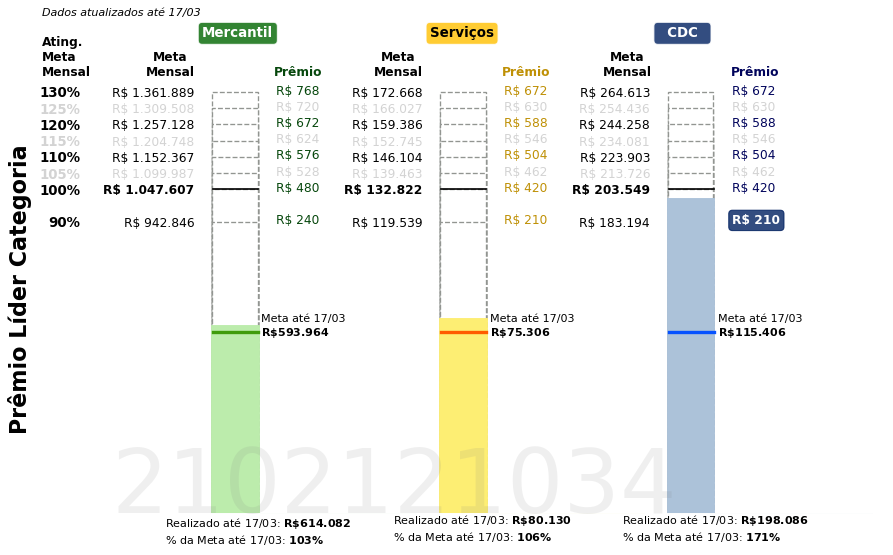 Dados atualizados até 17/03
Mercantil Serviços CDC
Ating. Meta Mensal Meta Mensal Prêmio Meta Mensal Prêmio Meta Mensal Prêmio
130% R$ 1.361.889 R$ 768 R$ 172.668 R$ 672 R$ 264.613 R$ 672
125% R$ 1.309.508 R$ 720 R$ 166.027 R$ 630 R$ 254.436 R$ 630
120% R$ 1.257.128 R$ 672 R$ 159.386 R$ 588 R$ 244.258 R$ 588
115% R$ 1.204.748 R$ 624 R$ 152.745 R$ 546 R$ 234.081 R$ 546
110% R$ 1.152.367 R$ 576 R$ 146.104 R$ 504 R$ 223.903 R$ 504
105% R$ 1.099.987 R$ 528 R$ 139.463 R$ 462 R$ 213.726 R$ 462
100% R$ 1.047.607 R$ 480 R$ 132.822 R$ 420 R$ 203.549 R$ 420
90% R$ 942.846 R$ 240 R$ 119.539 R$ 210 R$ 183.194 R$ 210
Prêmio Líder Categoria
Meta até 17/03 Meta até 17/03 Meta até 17/03
R$593.964 R$75.306 R$115.406
2102121034
Realizado até 17/03: R$614.082 Realizado até 17/03: R$80.130 Realizado até 17/03: R$198.086
% da Meta até 17/03: 103% % da Meta até 17/03: 106% % da Meta até 17/03: 171%